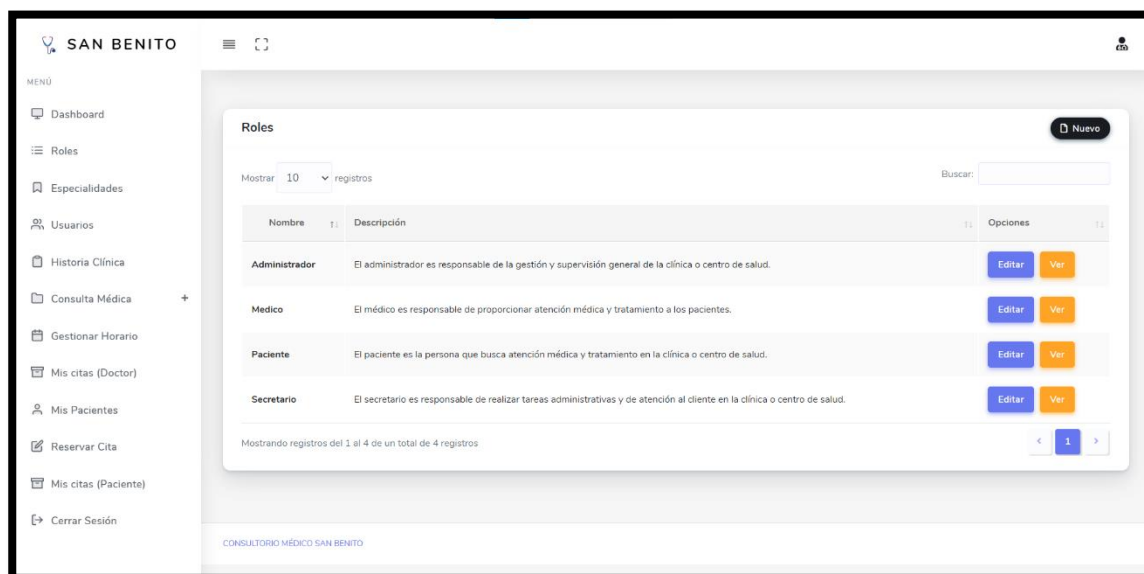 SAN BENITO
MENÚ
Dashboard
Roles
Especialidades
Usuarios
Historia Clínica
Consulta Médica +
Gestionar Horario
Mis citas (Doctor)
Mis Pacientes
Reservar Cita
Mis citas (Paciente)
Cerrar Sesión
Roles
Nuevo
Mostrar 10 registros
Buscar:
Nombre Descripción Opciones
Administrador El administrador es responsable de la gestión y supervisión general de la clínica o centro de salud. Editar Ver
Medico El médico es responsable de proporcionar atención médica y tratamiento a los pacientes. Editar Ver
Paciente El paciente es la persona que busca atención médica y tratamiento en la clínica o centro de salud. Editar Ver
Secretario El secretario es responsable de realizar tareas administrativas y de atención al cliente en la clínica o centro de salud. Editar Ver
Mostrando registros del 1 al 4 de un total de 4 registros
< 1 >
CONSULTORIO MÉDICO SAN BENITO